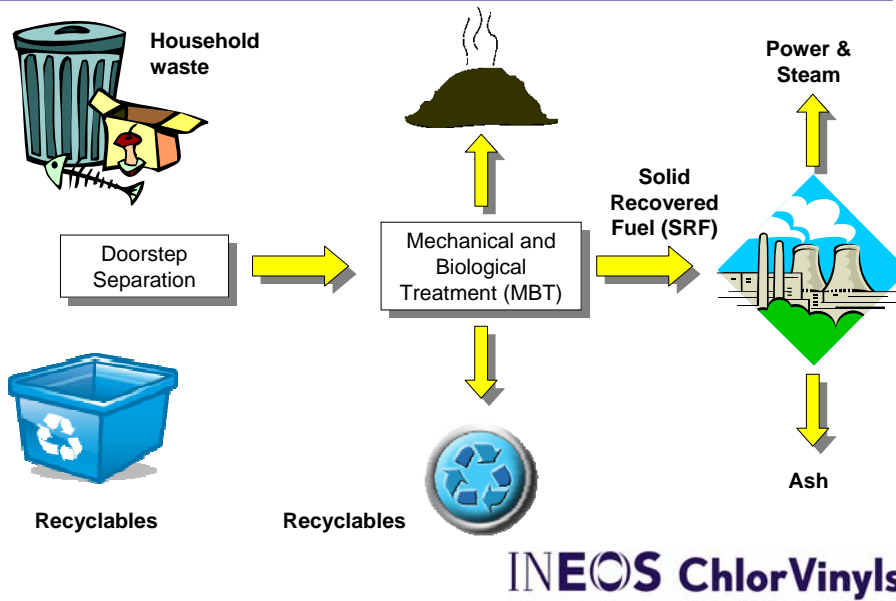 Household
waste
Power &
Steam
Solid
Recovered
Fuel (SRF)
Doorstep
Separation
Mechanical and
Biological
Treatment (MBT)
Ash
Recyclables
Recyclables
INEOS ChlorVinyls